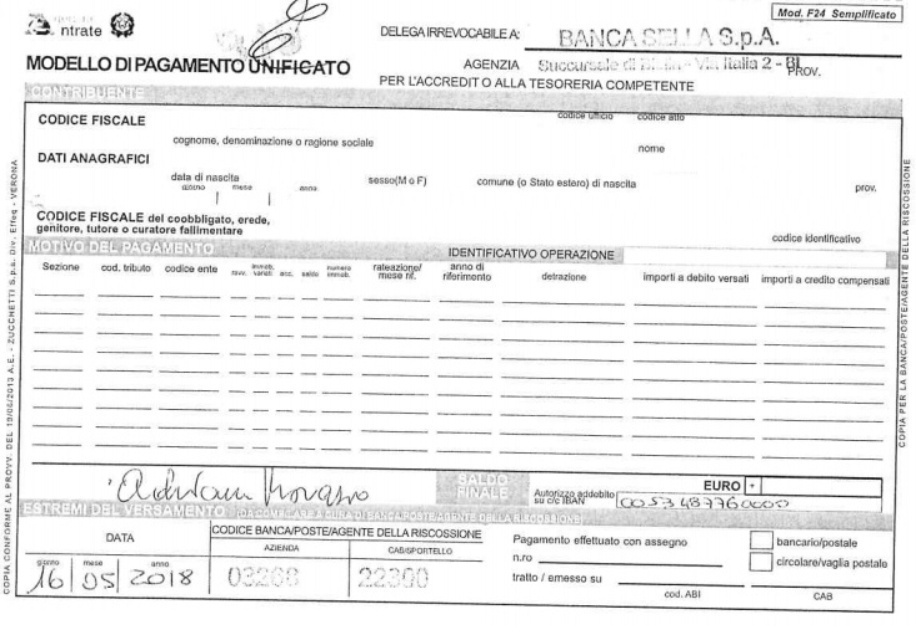 Mod. F24 Semplificato
ntrate
DELEGA IRREVOCABILE A: BANCA SELLA S.p.A.
MODELLO DI PAGAMENTO UNIFICATO
AGENZIA Succursale di Biella - Via Italia 2 - BI PROV.
PER L'ACCREDITO ALLA TESORERIA COMPETENTE
CONTRIBUENTE
CODICE FISCALE
codice ufficio codice atto
cognome, denominazione o ragione sociale nome
DATI ANAGRAFICI
data di nascita sesso(M o F) comune (o Stato estero) di nascita prov.
giorno mese anno
CODICE FISCALE del coobbligato, erede,
genitore, tutore o curatore fallimentare
codice identificativo
MOTIVO DEL PAGAMENTO IDENTIFICATIVO OPERAZIONE
Sezione cod. tributo codice ente ravv. immob. variati acc. saldo numero immob. rateazione/ mese rif. anno di riferimento detrazione importi a debito versati importi a credito compensati
SALDO FINALE
EURO
Autorizzo addebito su c/c IBAN
ESTREMI DEL VERSAMENTO (DA COMPILARE A CURA DI BANCA/POSTE/AGENTE DELLA RISCOSSIONE)
DATA
CODICE BANCA/POSTE/AGENTE DELLA RISCOSSIONE
AZIENDA CAB/SPORTELLO
giorno mese anno
16 05 2018
03268 22300
Pagamento effettuato con assegno
n.ro
tratto / emesso su
cod. ABI CAB
bancario/postale
circolare/vaglia postale
COPIA CONFORME AL PROVV. DEL 19/06/2013 A.E. - ZUCCHETTI S.p.a. Div. Effeq - VERONA
COPIA PER LA BANCA/POSTE/AGENTE DELLA RISCOSSIONE